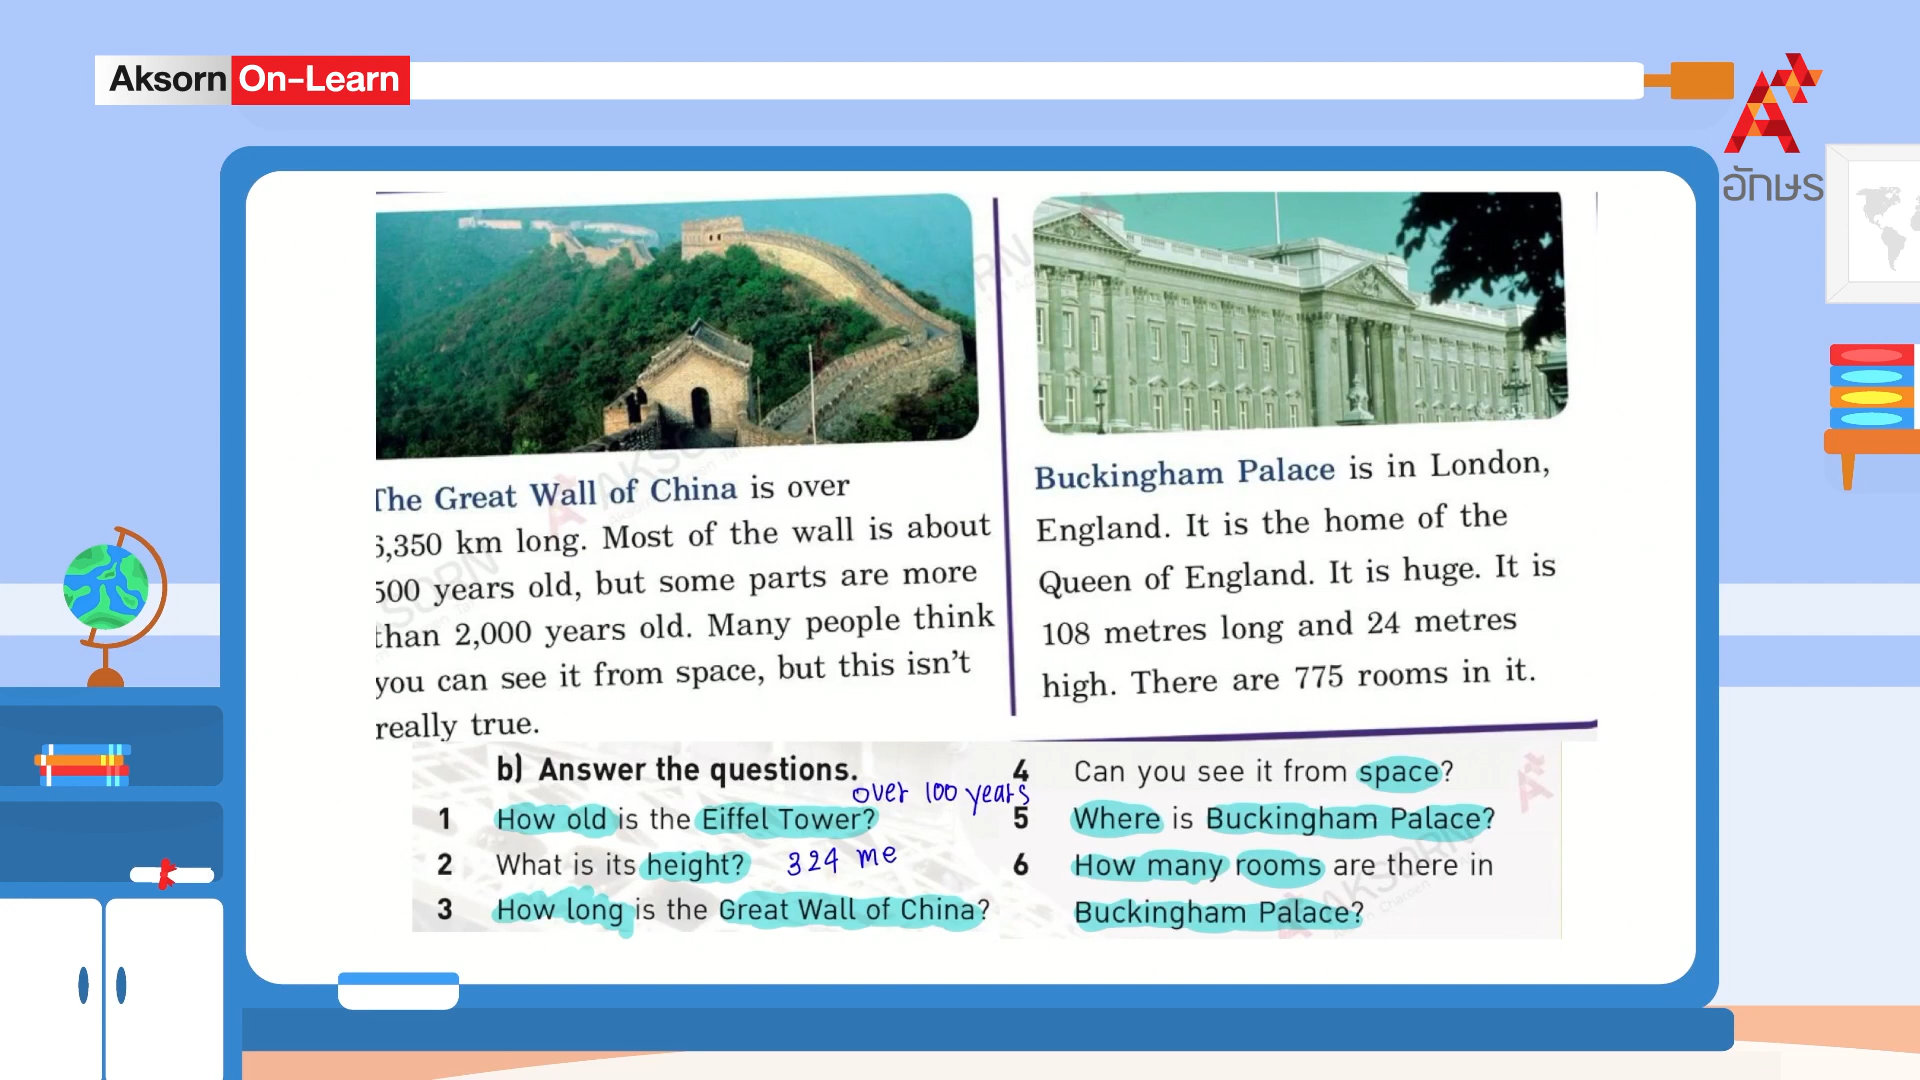 Aksorn On-Learn
อักษร
The Great Wall of China is over
6,350 km long. Most of the wall is about
500 years old, but some parts are more
than 2,000 years old. Many people think
you can see it from space, but this isn't
really true.
Buckingham Palace is in London,
England. It is the home of the
Queen of England. It is huge. It is
108 metres long and 24 metres
high. There are 775 rooms in it.
b) Answer the questions.
over 100 years
1 How old is the Eiffel Tower?
2 What is its height? 324 me
3 How long is the Great Wall of China?
4 Can you see it from space?
5 Where is Buckingham Palace?
6 How many rooms are there in
Buckingham Palace?